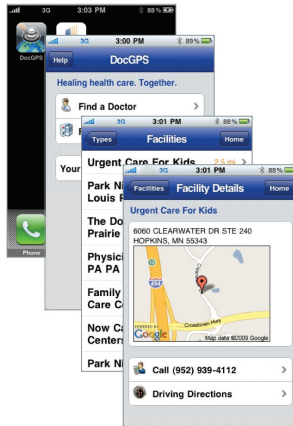 3G 3:03 PM 88%
DocGPS
Phone
3G 3:00 PM 89%
Help DocGPS
Healing health care. Together.
Find a Doctor
Your
3G 3:01 PM 88%
Types Facilities Home
Urgent Care For Kids 2.5 mi
Park Ni
Louis P
The Do
Prairie
Physici
PA PA
Family
Care C
Now Ca
Centers
Park Ni
3G 3:01 PM 88%
Facilities Facility Details Home
Urgent Care For Kids
6060 CLEARWATER DR STE 240
HOPKINS, MN 55343
494
Crosstown Hwy
POWERED BY
Google
Map data ©2009 Google
Call (952) 939-4112
Driving Directions